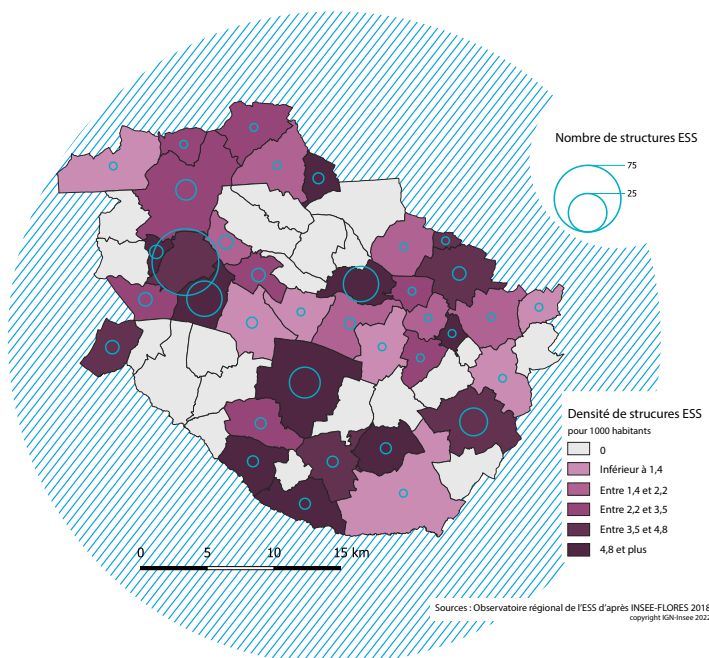 Nombre de structures ESS
75
25
Densité de strucures ESS
pour 1000 habitants
0
Inférieur à 1,4
Entre 1,4 et 2,2
Entre 2,2 et 3,5
Entre 3,5 et 4,8
4,8 et plus
0 5 10 15 km
Sources : Observatoire régional de l'ESS d'après INSEE-FLORES 2018
copyright IGN-Insee 2022